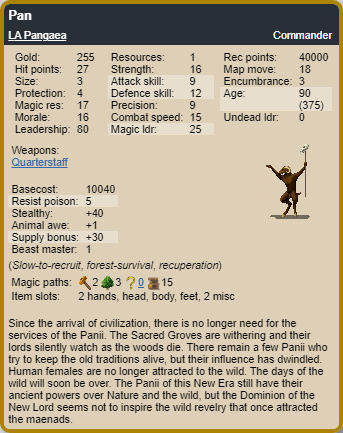 Pan
LA Pangaea Commander
Gold: 255 Resources: 1 Rec points: 40000
Hit points: 27 Strength: 16 Map move: 18
Size: 3 Attack skill: 9 Encumbrance: 3
Protection: 4 Defence skill: 12 Age: 90
Magic res: 17 Precision: 9 (375)
Morale: 16 Combat speed: 15 Undead ldr: 0
Leadership: 80 Magic ldr: 25
Weapons:
Quarterstaff
Basecost: 10040
Resist poison: 5
Stealthy: +40
Animal awe: +1
Supply bonus: +30
Beast master: 1
(Slow-to-recruit, forest-survival, recuperation)
Magic paths: 2 3 ? 0 15
Item slots: 2 hands, head, body, feet, 2 misc
Since the arrival of civilization, there is no longer need for the
services of the Panii. The Sacred Groves are withering and their
lords silently watch as the woods die. There remain a few Panii who
try to keep the old traditions alive, but their influence has dwindled.
Human females are no longer attracted to the wild. The days of the
wild will soon be over. The Panii of this New Era still have their
ancient powers over Nature and the wild, but the Dominion of the
New Lord seems not to inspire the wild revelry that once attracted
the maenads.